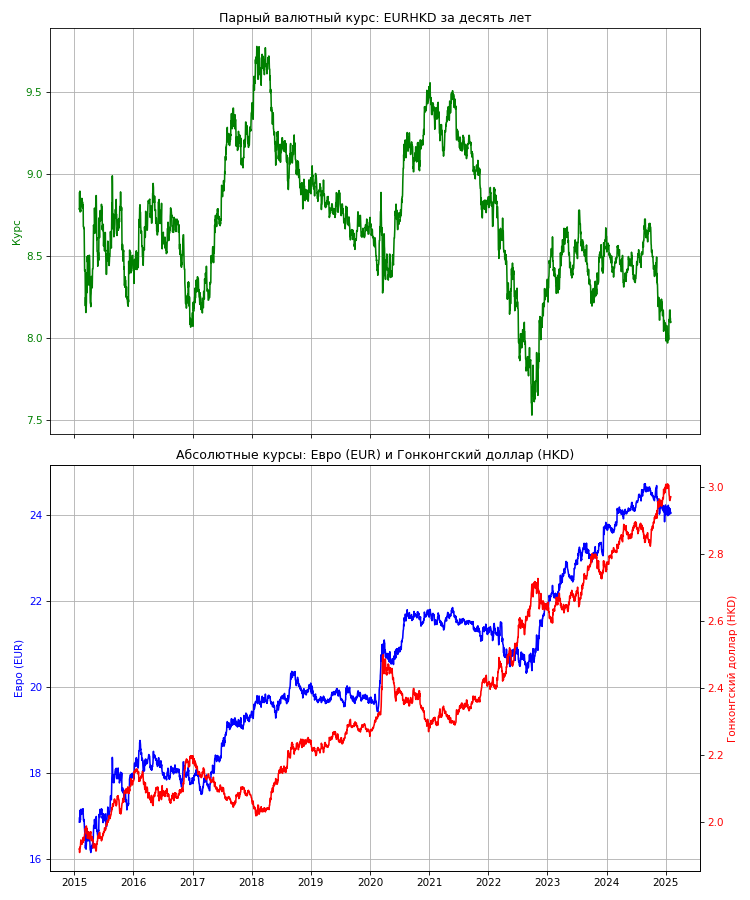 Парный валютный курс: EURHKD за десять лет
9.5
9.0
8.5
8.0
7.5
Курс
Абсолютные курсы: Евро (EUR) и Гонконгский доллар (HKD)
24
22
20
18
16
Евро (EUR)
3.0
2.8
2.6
2.4
2.2
2.0
Гонконгский доллар (HKD)
2015 2016 2017 2018 2019 2020 2021 2022 2023 2024 2025